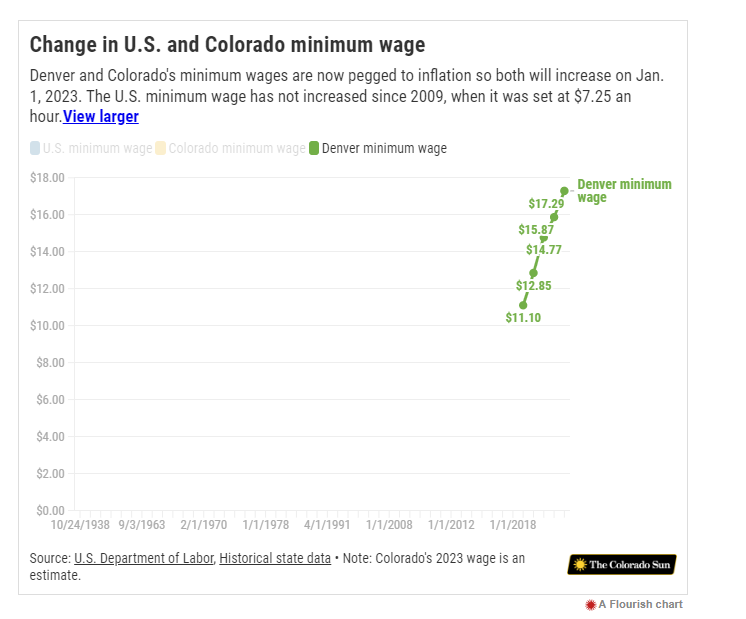 Change in U.S. and Colorado minimum wage
Denver and Colorado's minimum wages are now pegged to inflation so both will increase on Jan.
1, 2023. The U.S. minimum wage has not increased since 2009, when it was set at $7.25 an
hour.View larger
U.S. minimum wage Colorado minimum wage Denver minimum wage
$18.00
Denver minimum
wage
$17.29
$16.00
$15.87
$14.77
$14.00
$12.85
$12.00
$11.10
$10.00
$8.00
$6.00
$4.00
$2.00
$0.00
10/24/1938 9/3/1963 2/1/1970 1/1/1978 4/1/1991 1/1/2008 1/1/2012 1/1/2018
Source: U.S. Department of Labor, Historical state data • Note: Colorado's 2023 wage is an
estimate.
The Colorado Sun
A Flourish chart